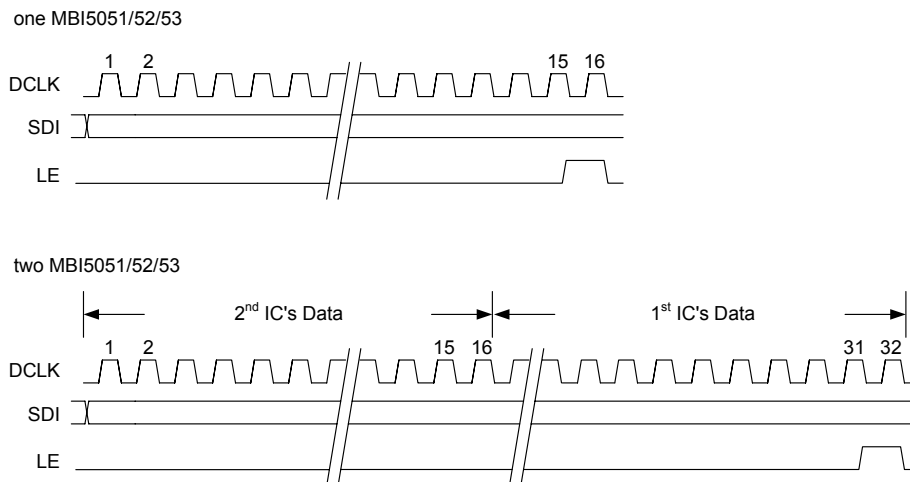 one MBI5051/52/53
1 2 15 16
DCLK
SDI
LE
two MBI5051/52/53
2nd IC's Data 1st IC's Data
1 2 15 16 31 32
DCLK
SDI
LE